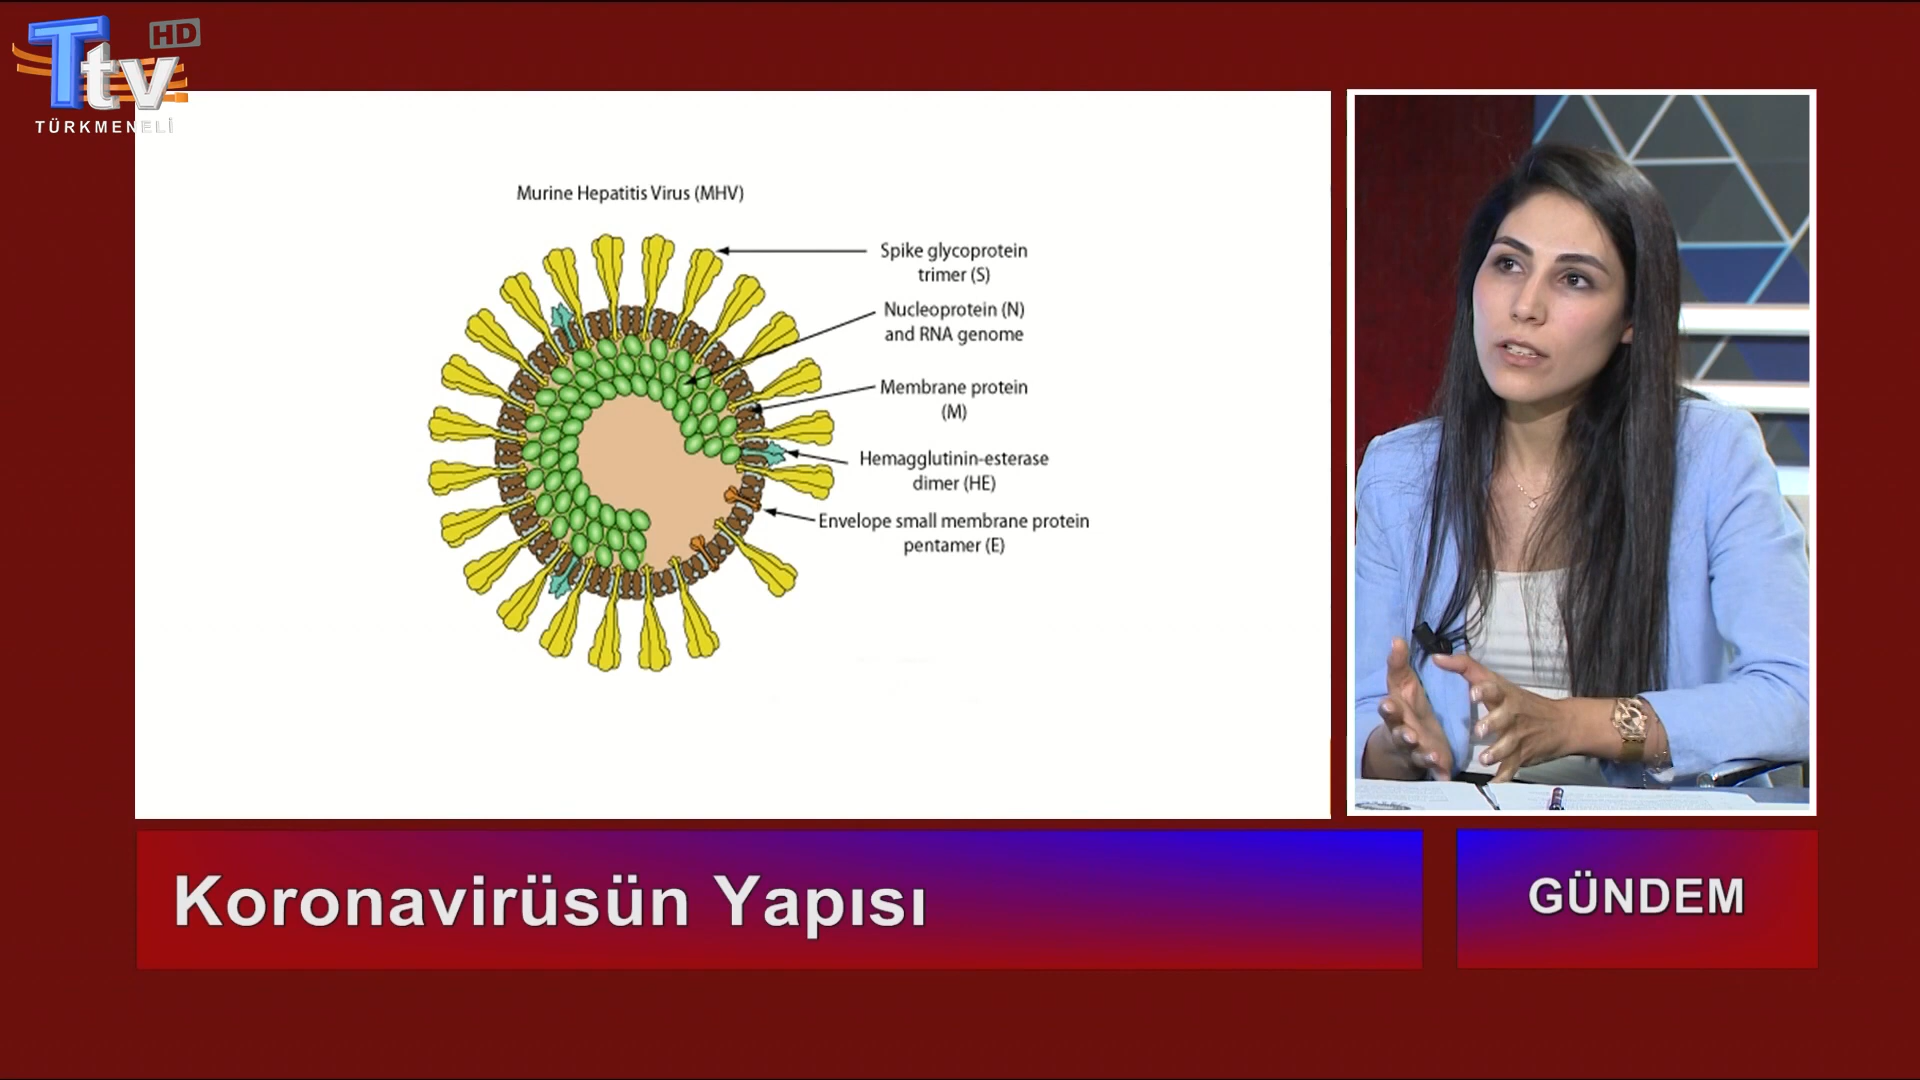 Ttv HD
TÜRKMENELİ
Murine Hepatitis Virus (MHV)
Spike glycoprotein
trimer (S)
Nucleoprotein (N)
and RNA genome
Membrane protein
(M)
Hemagglutinin-esterase
dimer (HE)
Envelope small membrane protein
pentamer (E)
Koronavirüsün Yapısı
GÜNDEM